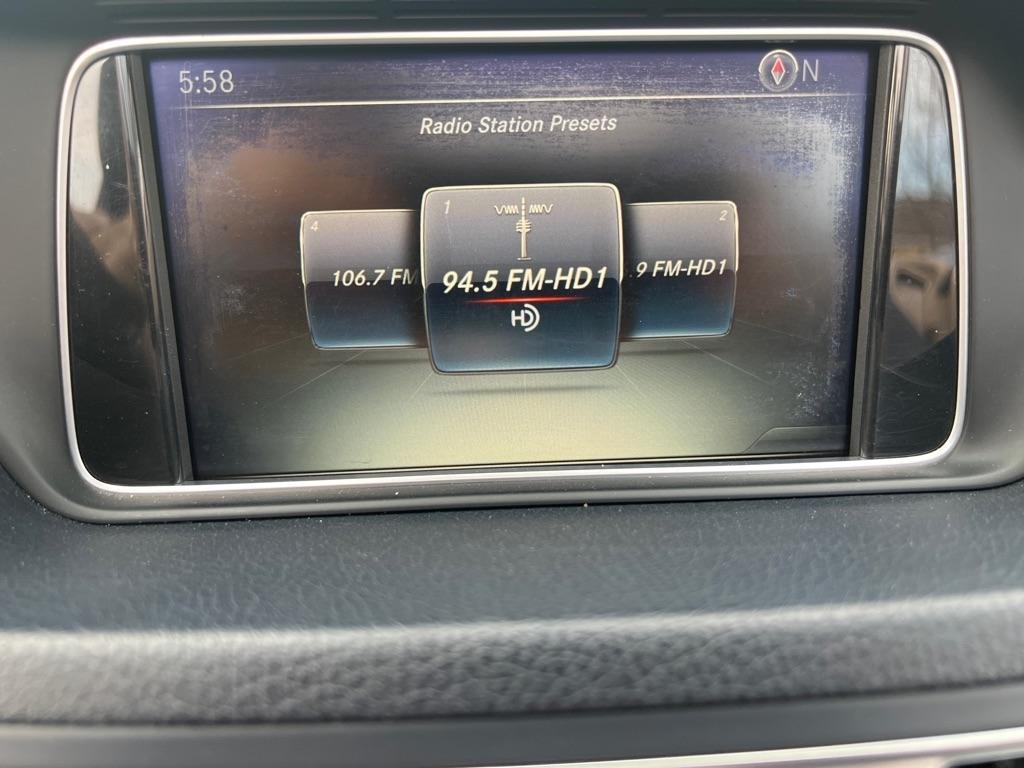 5:58
N
Radio Station Presets
4
1
2
106.7 FM
94.5 FM-HD1
.9 FM-HD1
HD